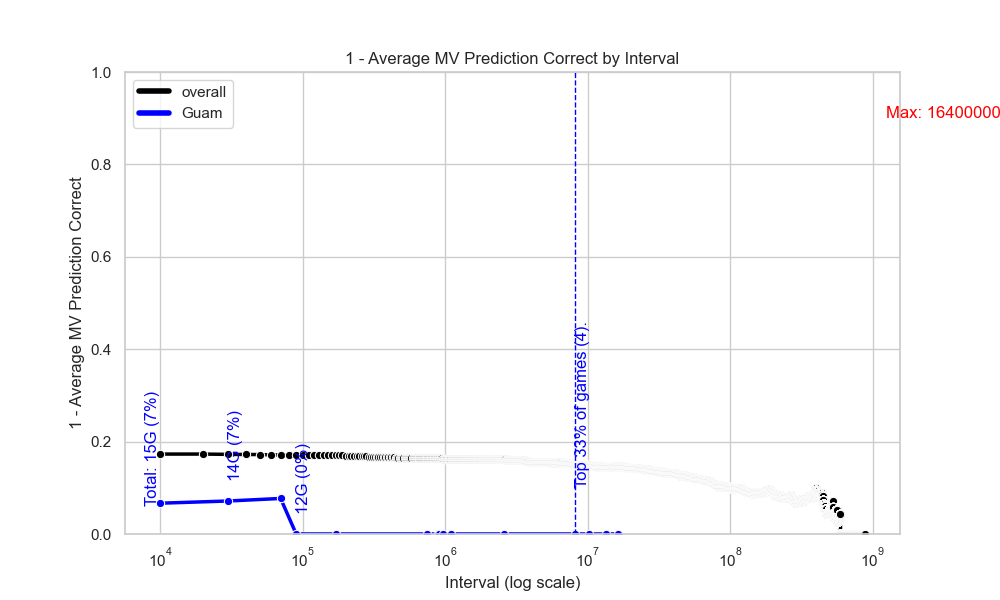 1 - Average MV Prediction Correct by Interval
1 - Average MV Prediction Correct
1.0
0.8
0.6
0.4
0.2
0.0
overall
Guam
Max: 16400000
Total: 15G (7%)
14G (7%)
12G (0%)
Top 33% of games (4).
10^4
10^5
10^6
10^7
10^8
10^9
Interval (log scale)